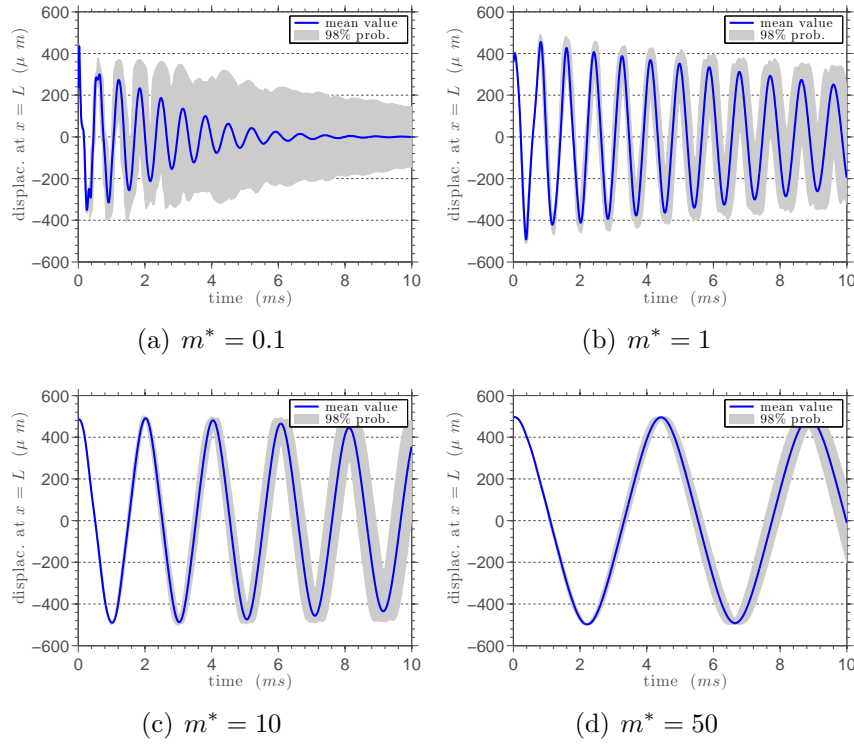 600
400
200
0
−200
−400
−600
displac. at x = L (μ m)
0 2 4 6 8 10
time (ms)
mean value
98% prob.
(a) m* = 0.1
600
400
200
0
−200
−400
−600
displac. at x = L (μ m)
0 2 4 6 8 10
time (ms)
mean value
98% prob.
(b) m* = 1
600
400
200
0
−200
−400
−600
displac. at x = L (μ m)
0 2 4 6 8 10
time (ms)
mean value
98% prob.
(c) m* = 10
600
400
200
0
−200
−400
−600
displac. at x = L (μ m)
0 2 4 6 8 10
time (ms)
mean value
98% prob.
(d) m* = 50